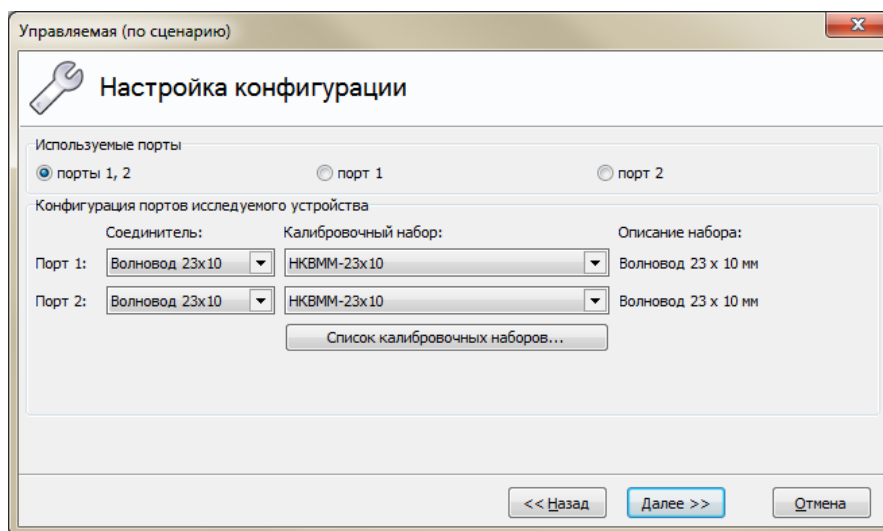 Управляемая (по сценарию)
Настройка конфигурации
Используемые порты
порты 1, 2 порт 1 порт 2
Конфигурация портов исследуемого устройства
Соединитель: Калибровочный набор: Описание набора:
Порт 1: Волновод 23x10 НКВММ-23x10 Волновод 23 x 10 мм
Порт 2: Волновод 23x10 НКВММ-23x10 Волновод 23 x 10 мм
Список калибровочных наборов...
<< Назад Далее >> Отмена